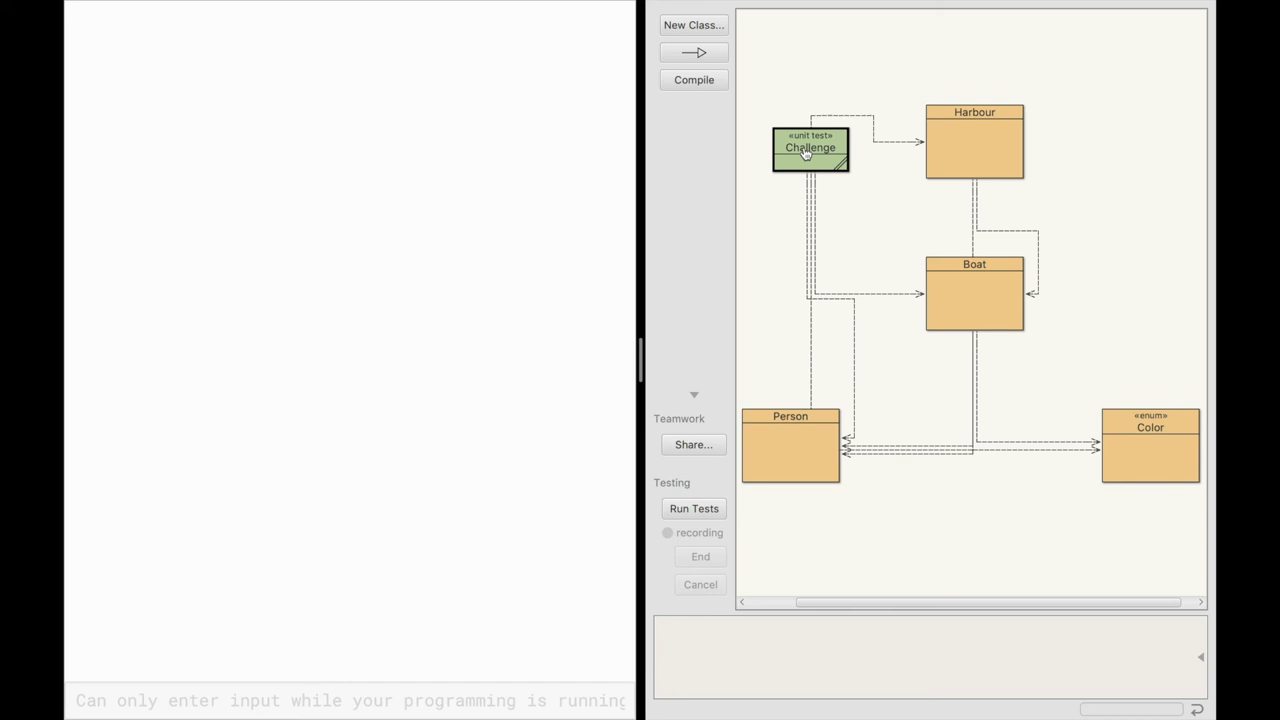 New Class...
Compile
Harbour
«unit test»
Challenge
Boat
Person
«enum»
Color
Teamwork
Share...
Testing
Run Tests
recording
End
Cancel
Can only enter input while your programming is running